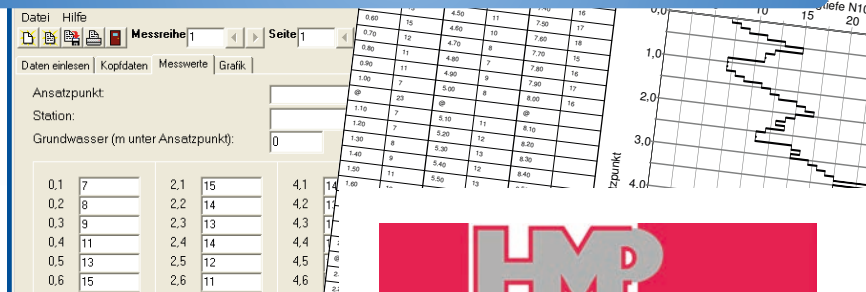 Datei Hilfe
Messreihe 1 Seite 1
Daten einlesen Kopfdaten Messwerte Grafik
Ansatzpunkt:
Station:
Grundwasser (m unter Ansatzpunkt): 0
0,1 7 2,1 15 4,1 14
0,2 8 2,2 14 4,2
0,3 9 2,3 13 4,3
0,4 11 2,4 14 4,4
0,5 13 2,5 12 4,5
0,6 15 2,6 11 4,6
0.60 15 4.50 11 7.50 17
0.70 12 4.60 10 7.60 18
0.80 11 4.70 8 7.70 15
0.90 11 4.80 7 7.80 16
1.00 7 4.90 9 7.90 17
@ 23 5.00 8 8.00 16
1.10 7 @ @
1.20 7 5.10 11 8.10
1.30 8 5.20 12 8.20
1.40 9 5.30 13 8.30
1.50 11 5.40 12 8.40
1.60 5.50 13
N10
0,0 10 15 20
1,0
2,0
3,0
4,0
HMP